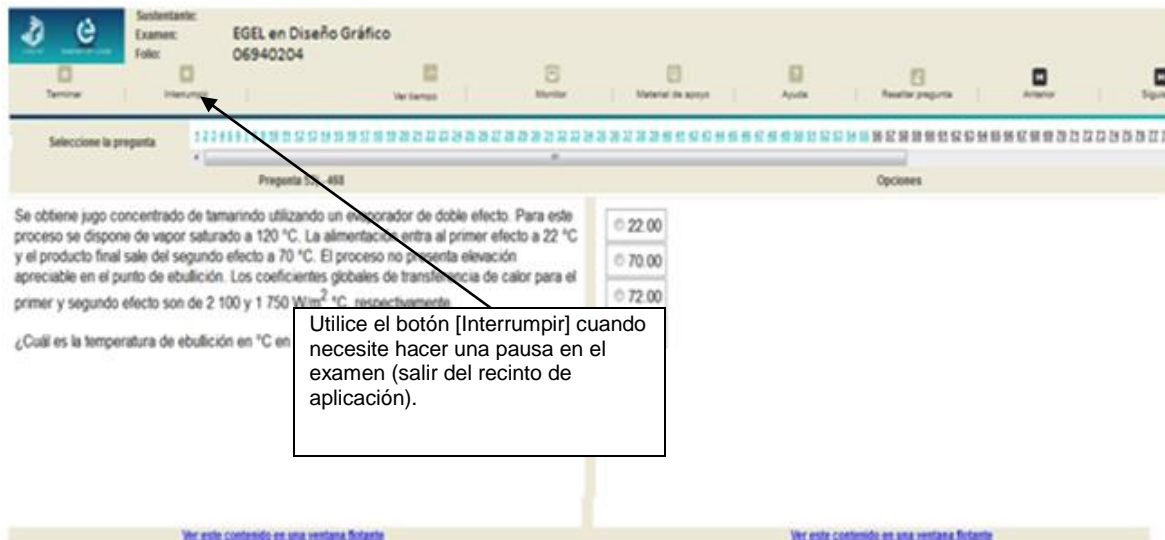 Sustentante:
Examen: EGEL en Diseño Gráfico
Folio: 06940204
Terminar Interrumpir Ver tiempo Monitor Material de apoyo Ayuda Resaltar pregunta Anterior
Seleccione la pregunta
Pregunta Opciones
Se obtiene jugo concentrado de tamarindo utilizando un evaporador de doble efecto. Para este
proceso se dispone de vapor saturado a 120 °C. La alimentación entra al primer efecto a 22 °C
y el producto final sale del segundo efecto a 70 °C. El proceso no presenta elevación
apreciable en el punto de ebullición. Los coeficientes globales de transferencia de calor para el
primer y segundo efecto son de 2 100 y 1 750 W/m² °C, respectivamente.
¿Cuál es la temperatura de ebullición en °C en
22.00
70.00
72.00
Utilice el botón [Interrumpir] cuando
necesite hacer una pausa en el
examen (salir del recinto de
aplicación).
Ver este contenido en una ventana flotante
Ver este contenido en una ventana flotante